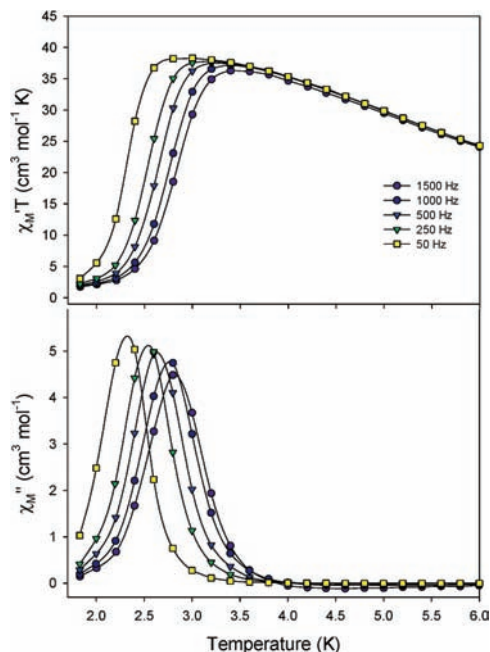 45
40
35
30
25
20
15
10
5
0
χM'T (cm³ mol⁻¹ K)
1500 Hz
1000 Hz
500 Hz
250 Hz
50 Hz
5
4
3
2
1
0
χM'' (cm³ mol⁻¹)
2.0 2.5 3.0 3.5 4.0 4.5 5.0 5.5 6.0
Temperature (K)